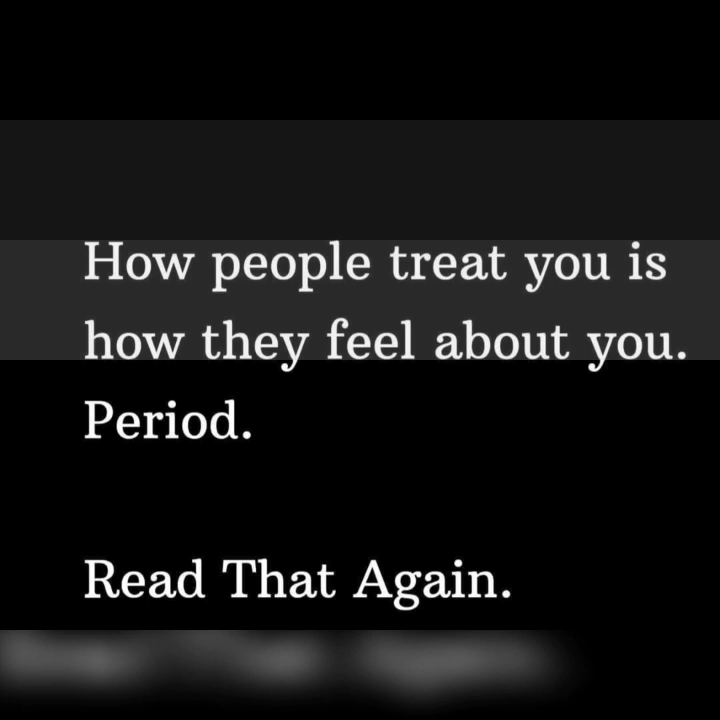 How people treat you is
how they feel about you.
Period.
Read That Again.